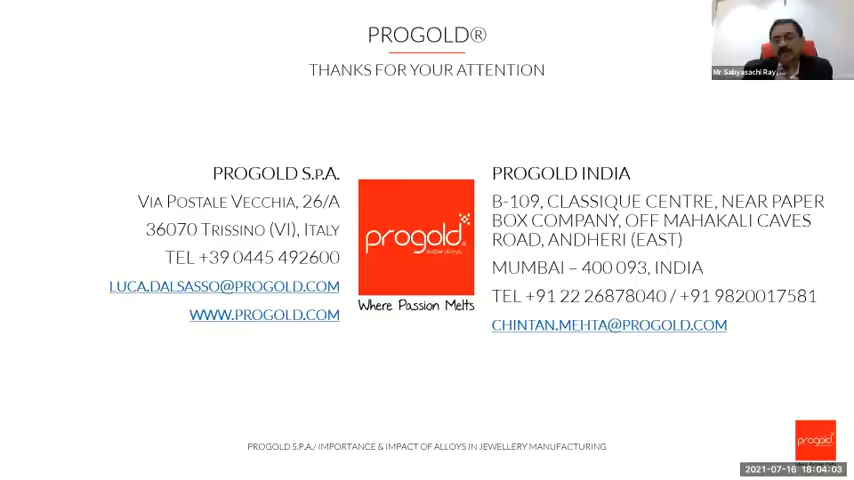 PROGOLD®
THANKS FOR YOUR ATTENTION
Mr. Sabyasachi Ray
PROGOLD S.P.A.
VIA POSTALE VECCHIA, 26/A
36070 TRISSINO (VI), ITALY
TEL +39 0445 492600
LUCA.DALSASSO@PROGOLD.COM
WWW.PROGOLD.COM
progold®
Where Passion Melts
PROGOLD INDIA
B-109, CLASSIQUE CENTRE, NEAR PAPER
BOX COMPANY, OFF MAHAKALI CAVES
ROAD, ANDHERI (EAST)
MUMBAI – 400 093, INDIA
TEL +91 22 26878040 / +91 9820017581
CHINTAN.MEHTA@PROGOLD.COM
PROGOLD S.P.A./ IMPORTANCE & IMPACT OF ALLOYS IN JEWELLERY MANUFACTURING
progold
2021-07-16 18:04:03